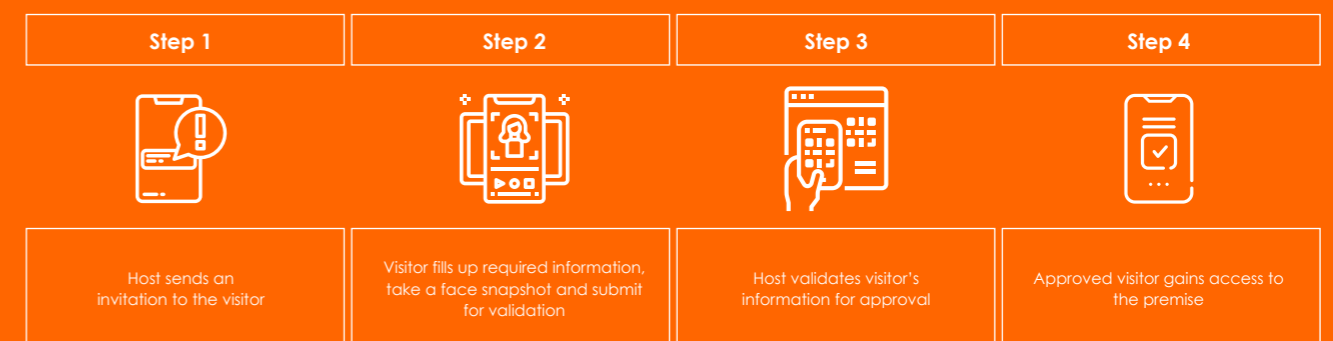 Step 1
Step 2
Step 3
Step 4
Host sends an
invitation to the visitor
Visitor fills up required information,
take a face snapshot and submit
for validation
Host validates visitor's
information for approval
Approved visitor gains access to
the premise